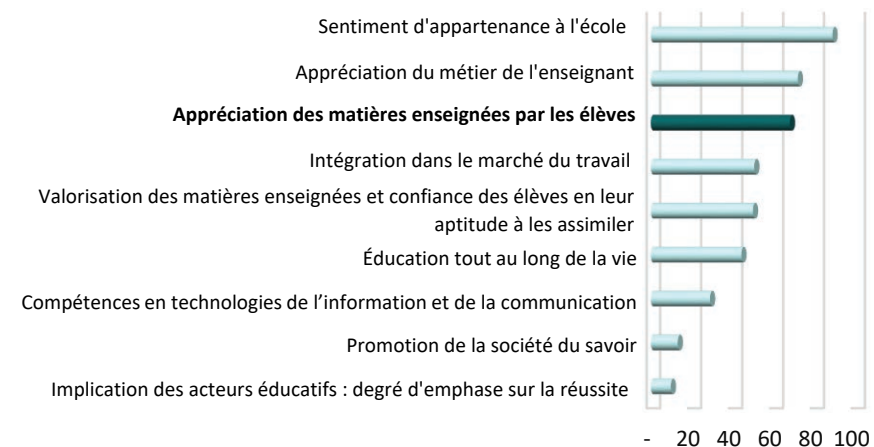 Sentiment d'appartenance à l'école
Appréciation du métier de l'enseignant
Appréciation des matières enseignées par les élèves
Intégration dans le marché du travail
Valorisation des matières enseignées et confiance des élèves en leur
aptitude à les assimiler
Éducation tout au long de la vie
Compétences en technologies de l’information et de la communication
Promotion de la société du savoir
Implication des acteurs éducatifs : degré d'emphase sur la réussite
- 20 40 60 80 100